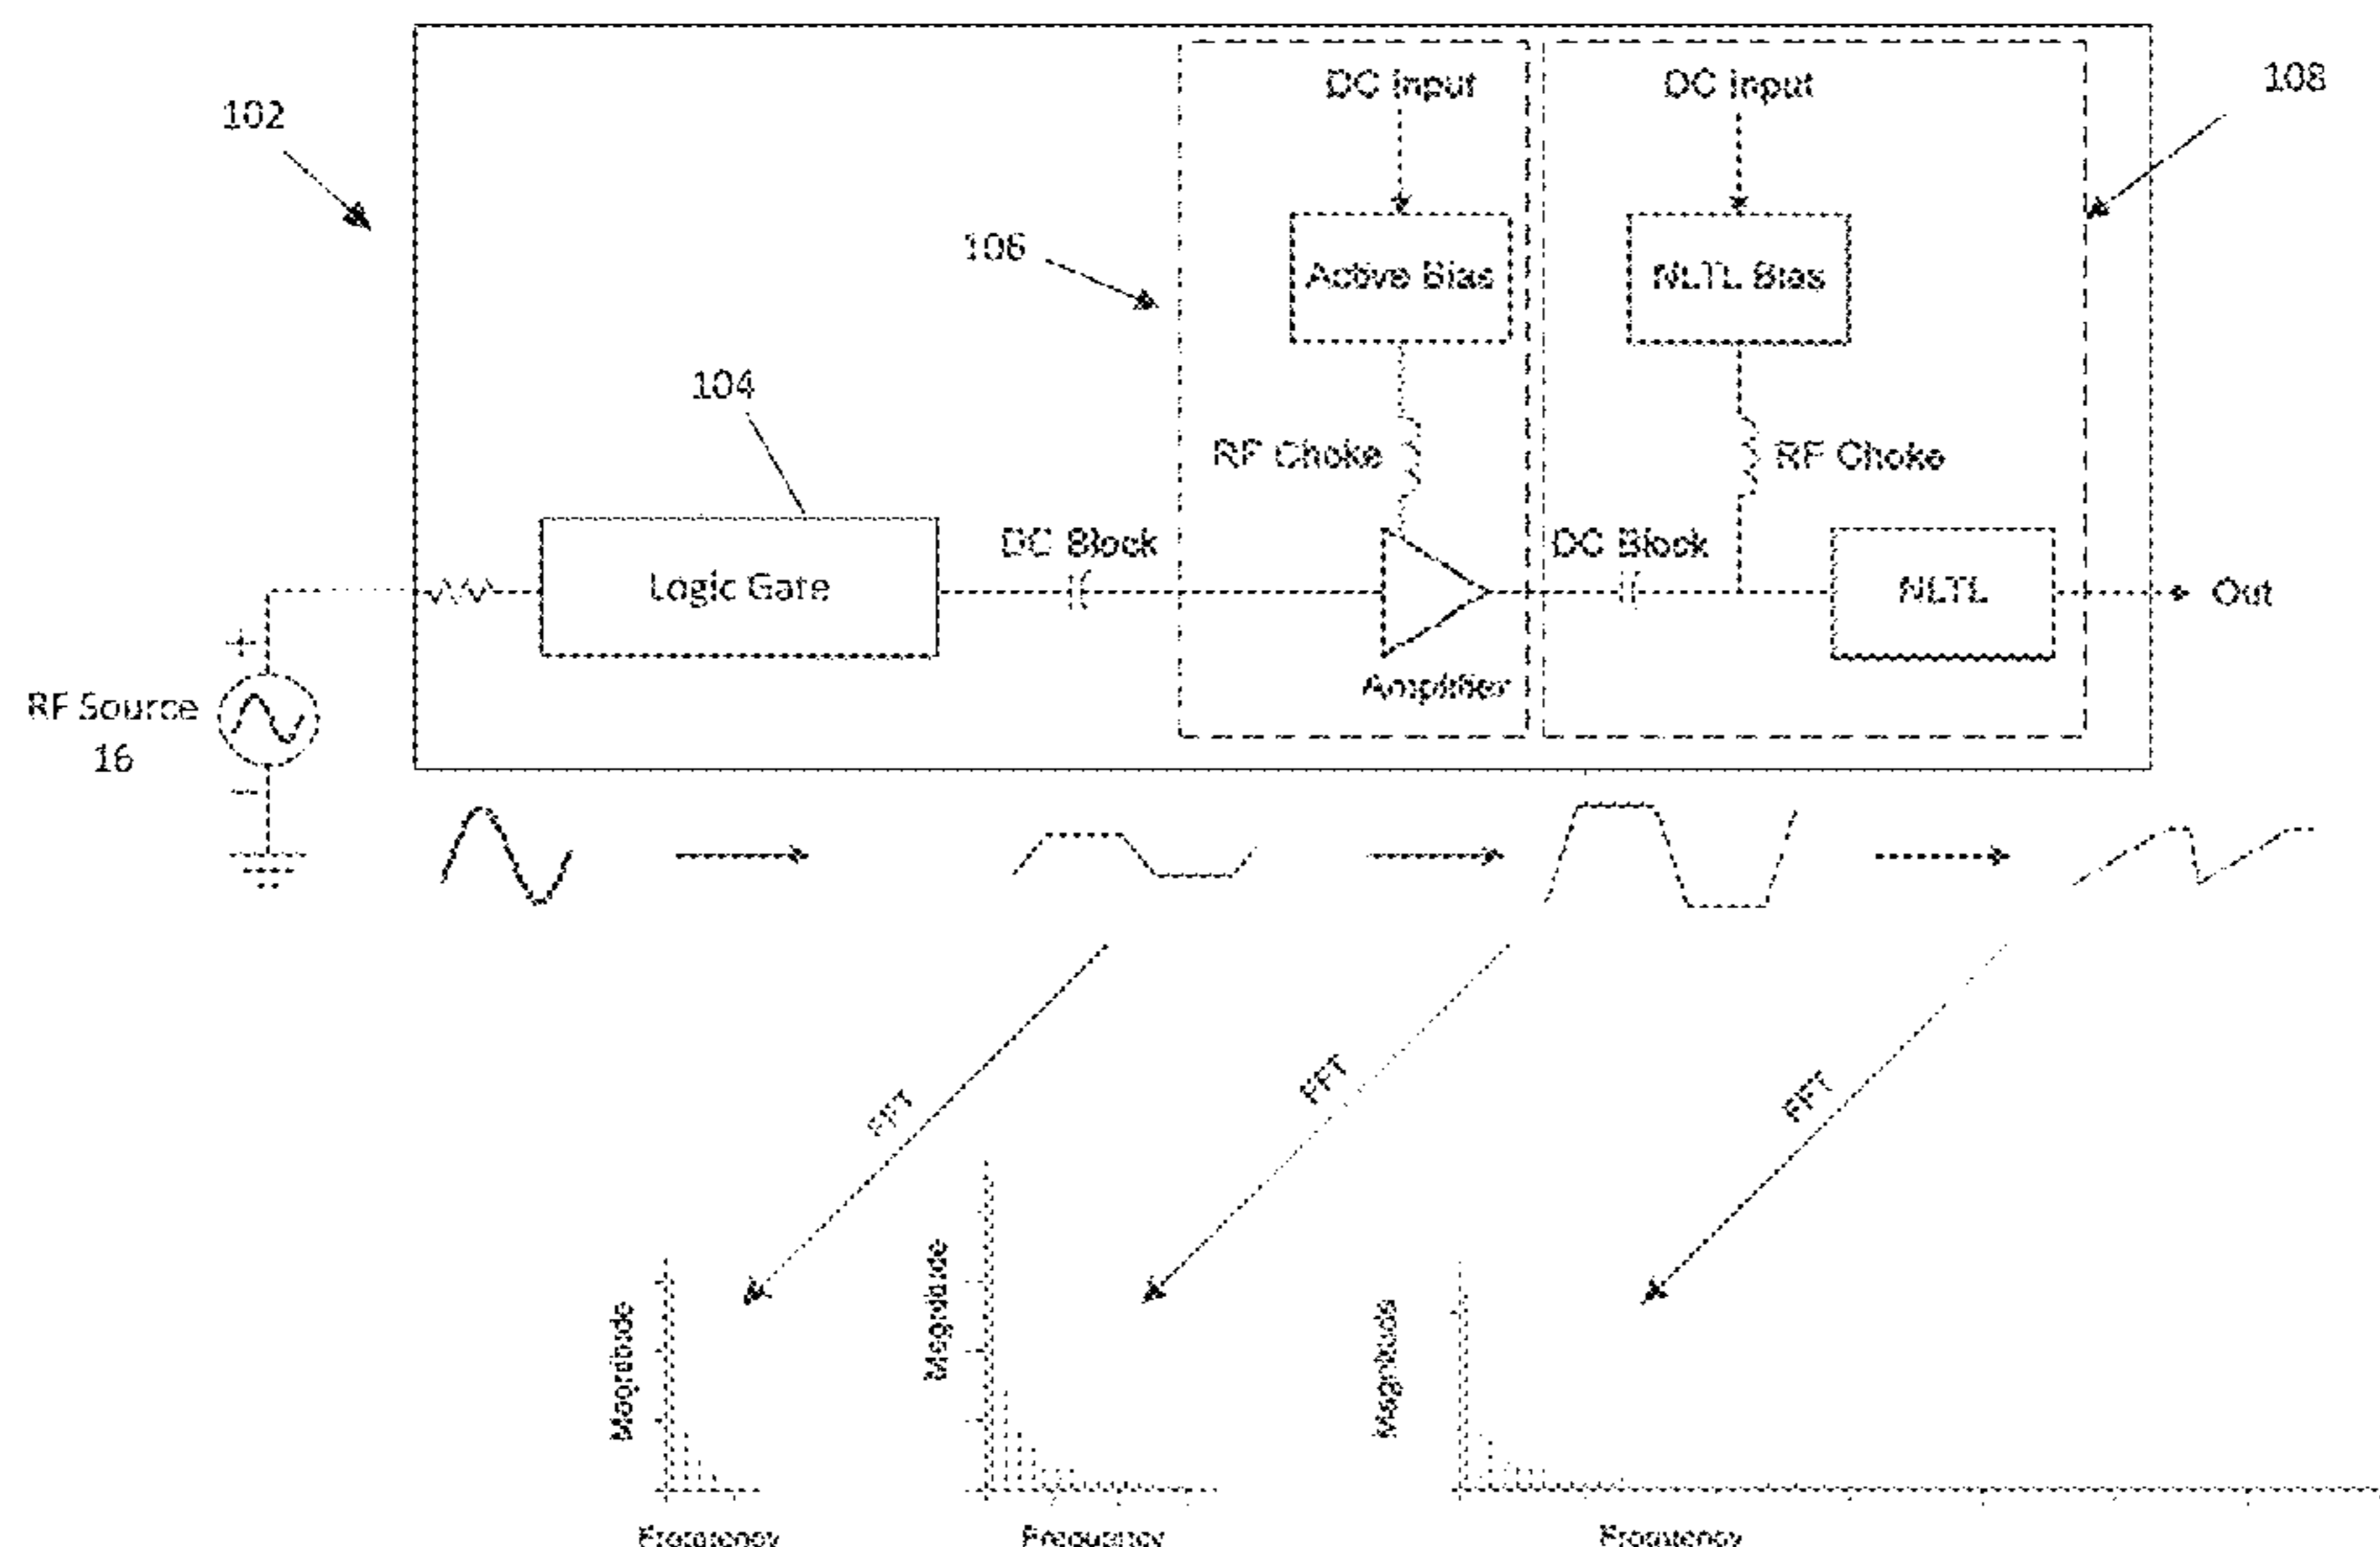 102
DC Input
DC Input
108
106
Active Bias
NLTL Bias
104
RF Choke
RF Choke
DC Block
DC Block
Logic Gate
NLTL
Out
+
Amplifier
RF Source
16
FFT
FFT
FFT
Magnitude
Magnitude
Magnitude
Frequency
Frequency
Frequency